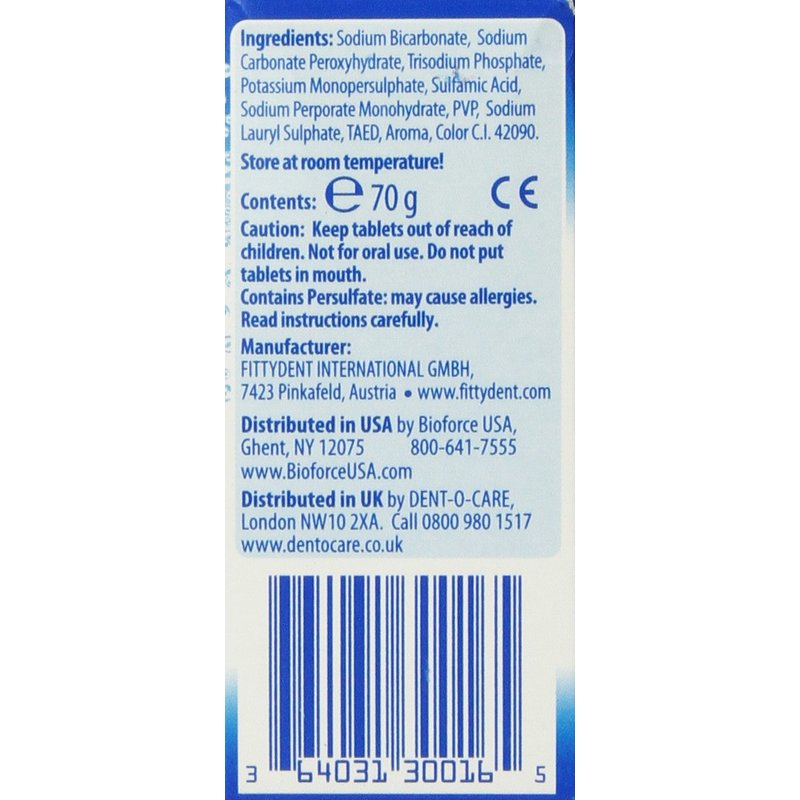 Ingredients: Sodium Bicarbonate, Sodium
Carbonate Peroxyhydrate, Trisodium Phosphate,
Potassium Monopersulphate, Sulfamic Acid,
Sodium Perporate Monohydrate, PVP, Sodium
Lauryl Sulphate, TAED, Aroma, Color C.I. 42090.
Store at room temperature!
Contents: ℮ 70 g CE
Caution: Keep tablets out of reach of
children. Not for oral use. Do not put
tablets in mouth.
Contains Persulfate: may cause allergies.
Read instructions carefully.
Manufacturer:
FITTYDENT INTERNATIONAL GMBH,
7423 Pinkafeld, Austria • www.fittydent.com
Distributed in USA by Bioforce USA,
Ghent, NY 12075 800-641-7555
www.BioforceUSA.com
Distributed in UK by DENT-O-CARE,
London NW10 2XA. Call 0800 980 1517
www.dentocare.co.uk
3 64031 30016 5